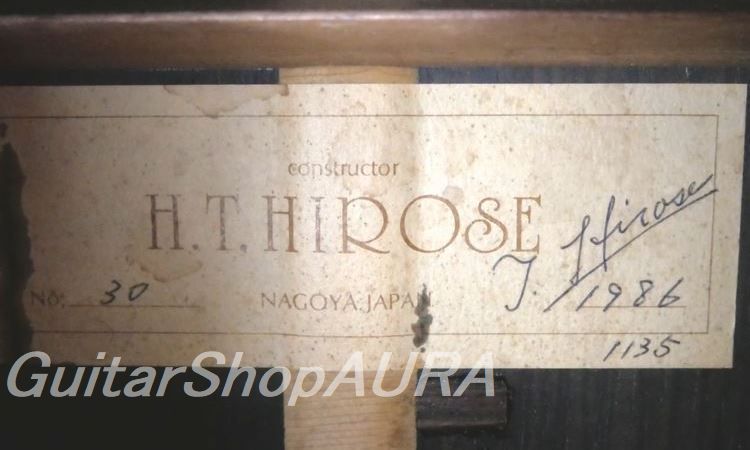 constructor
H.T.HIROSE
T. Hirose
No. 30
NAGOYA.JAPAN
1986
1135
GuitarShopAURA